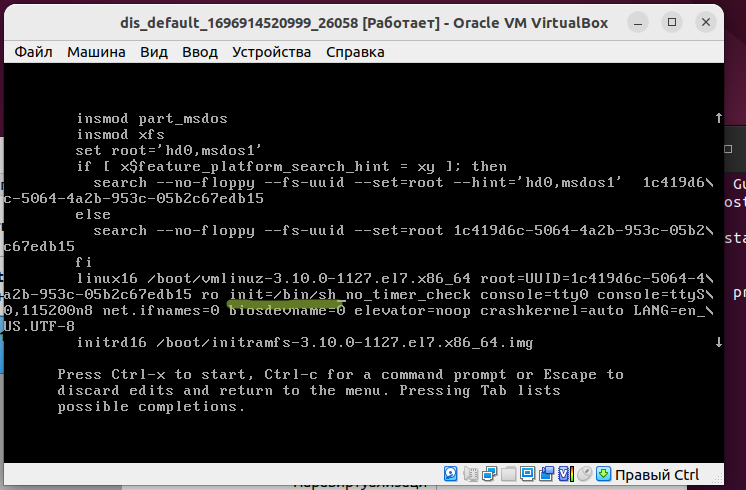 dis_default_1696914520999_26058 [Работает] - Oracle VM VirtualBox
Файл Машина Вид Ввод Устройства Справка
insmod part_msdos
insmod xfs
set root='hd0,msdos1'
if [ x$feature_platform_search_hint = xy ]; then
search --no-floppy --fs-uuid --set=root --hint='hd0,msdos1'  1c419d6\
c-5064-4a2b-953c-05b2c67edb15
else
search --no-floppy --fs-uuid --set=root 1c419d6c-5064-4a2b-953c-05b2\
c67edb15
fi
linux16 /boot/vmlinuz-3.10.0-1127.el7.x86_64 root=UUID=1c419d6c-5064-4\
a2b-953c-05b2c67edb15 ro init=/bin/sh_no_timer_check console=tty0 console=ttyS\
0,115200n8 net.ifnames=0 biosdevname=0 elevator=noop crashkernel=auto LANG=en_\
US.UTF-8
initrd16 /boot/initramfs-3.10.0-1127.el7.x86_64.img
Press Ctrl-x to start, Ctrl-c for a command prompt or Escape to
discard edits and return to the menu. Pressing Tab lists
possible completions.
Правый Ctrl